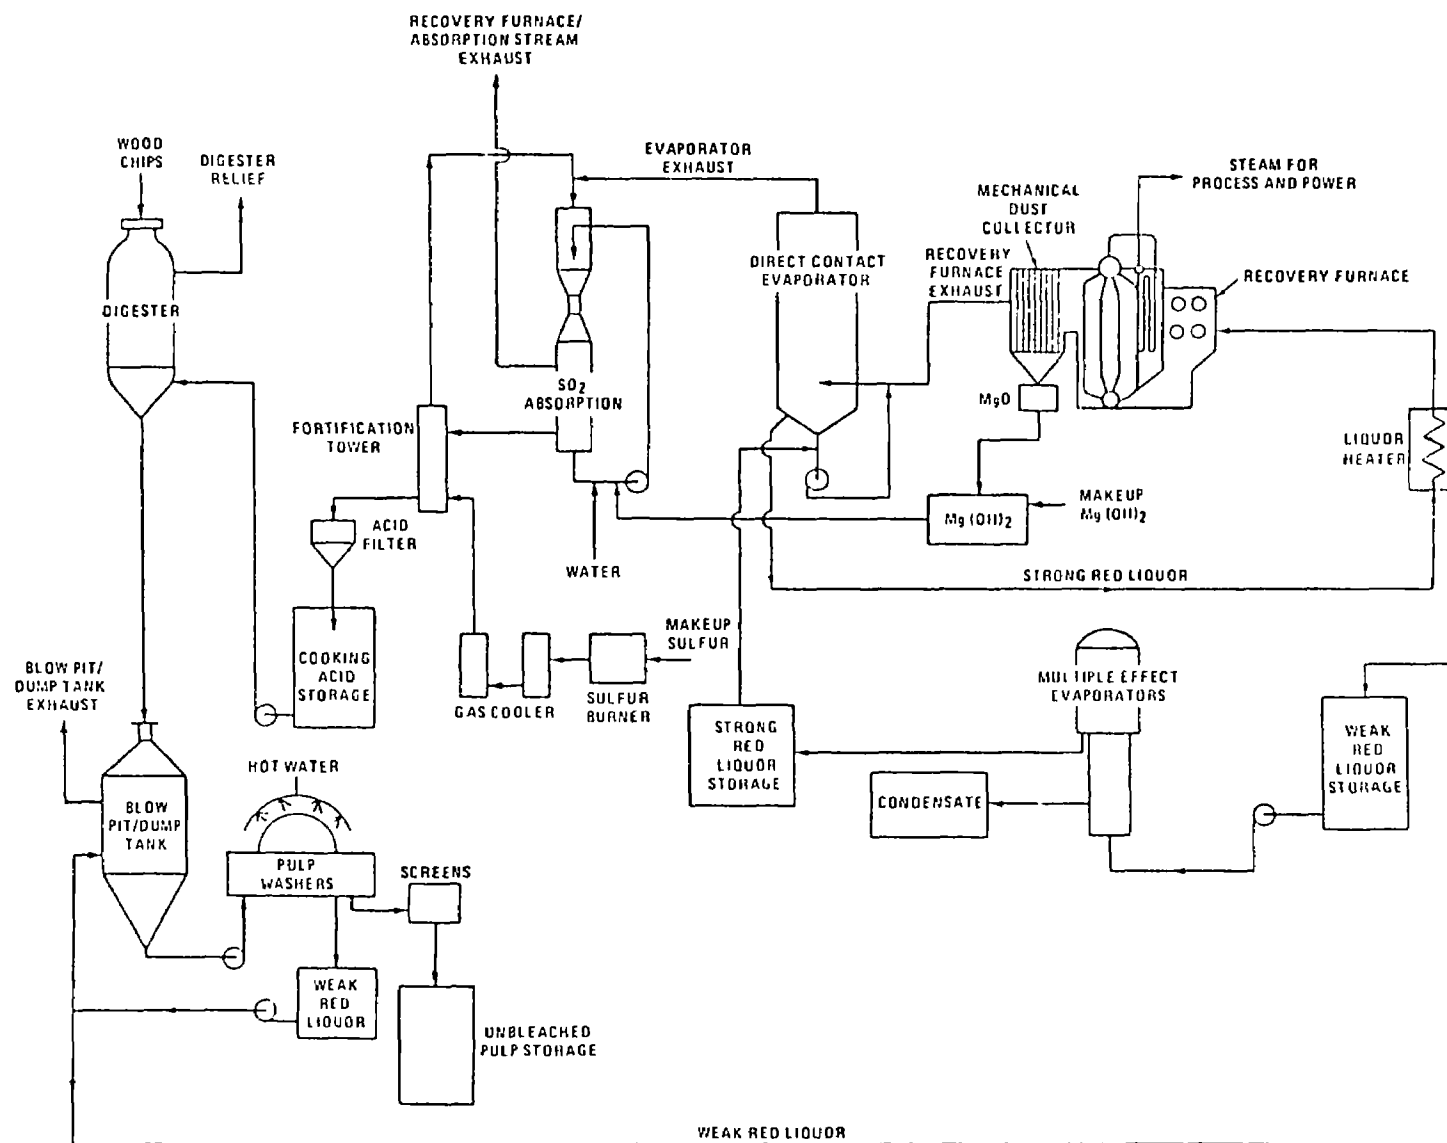 RECOVERY FURNACE/
ABSORPTION STREAM
EXHAUST
WOOD
CHIPS
DIGESTER
RELIEF
EVAPORATOR
EXHAUST
STEAM FOR
PROCESS AND POWER
MECHANICAL
DUST
COLLECTOR
DIRECT CONTACT
EVAPORATOR
RECOVERY
FURNACE
EXHAUST
RECOVERY FURNACE
DIGESTER
SO2
ABSORPTION
MgO
FORTIFICATION
TOWER
LIQUOR
HEATER
ACID
FILTER
Mg (OH)2
MAKEUP
Mg (OH)2
WATER
STRONG RED LIQUOR
MAKEUP
SULFUR
COOKING
ACID
STORAGE
BLOW PIT/
DUMP TANK
EXHAUST
GAS COOLER
SULFUR
BURNER
MULTIPLE EFFECT
EVAPORATORS
STRONG
RED
LIQUOR
STORAGE
WEAK
RED
LIQUOR
STORAGE
HOT WATER
CONDENSATE
BLOW
PIT/DUMP
TANK
PULP
WASHERS
SCREENS
WEAK
RED
LIQUOR
UNBLEACHED
PULP STORAGE
WEAK RED LIQUOR